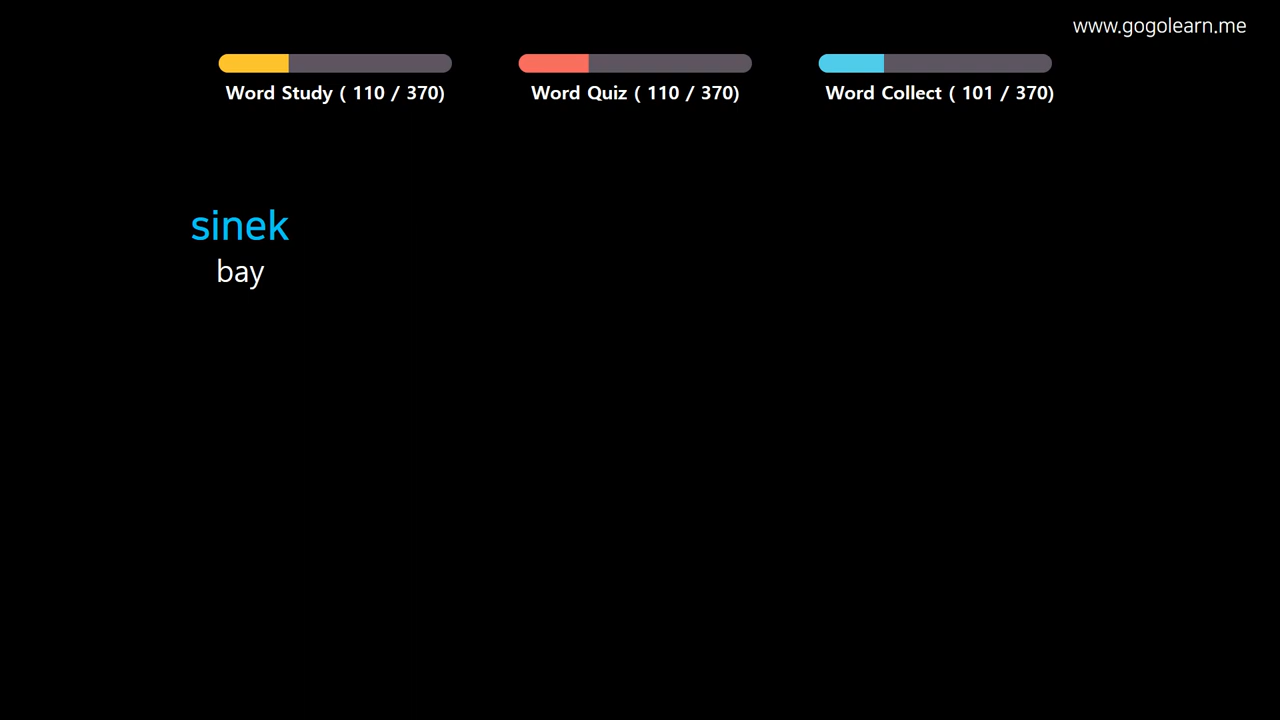 www.gogolearn.me
Word Study ( 110 / 370)
Word Quiz ( 110 / 370)
Word Collect ( 101 / 370)
sinek
bay